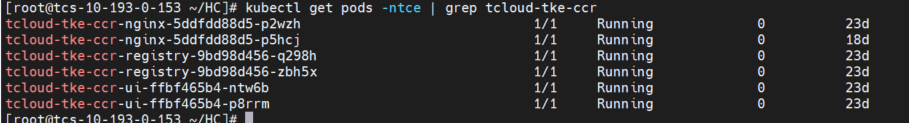 [root@tcs-10-193-0-153 ~/HC]# kubectl get pods -ntce | grep tcloud-tke-ccr
tcloud-tke-ccr-nginx-5ddfdd88d5-p2wzh 1/1 Running 0 23d
tcloud-tke-ccr-nginx-5ddfdd88d5-p5hcj 1/1 Running 0 18d
tcloud-tke-ccr-registry-9bd98d456-q298h 1/1 Running 0 23d
tcloud-tke-ccr-registry-9bd98d456-zbh5x 1/1 Running 0 23d
tcloud-tke-ccr-ui-ffbf465b4-ntw6b 1/1 Running 0 23d
tcloud-tke-ccr-ui-ffbf465b4-p8rrm 1/1 Running 0 23d
[root@tcs-10-193-0-153 ~/HC]#